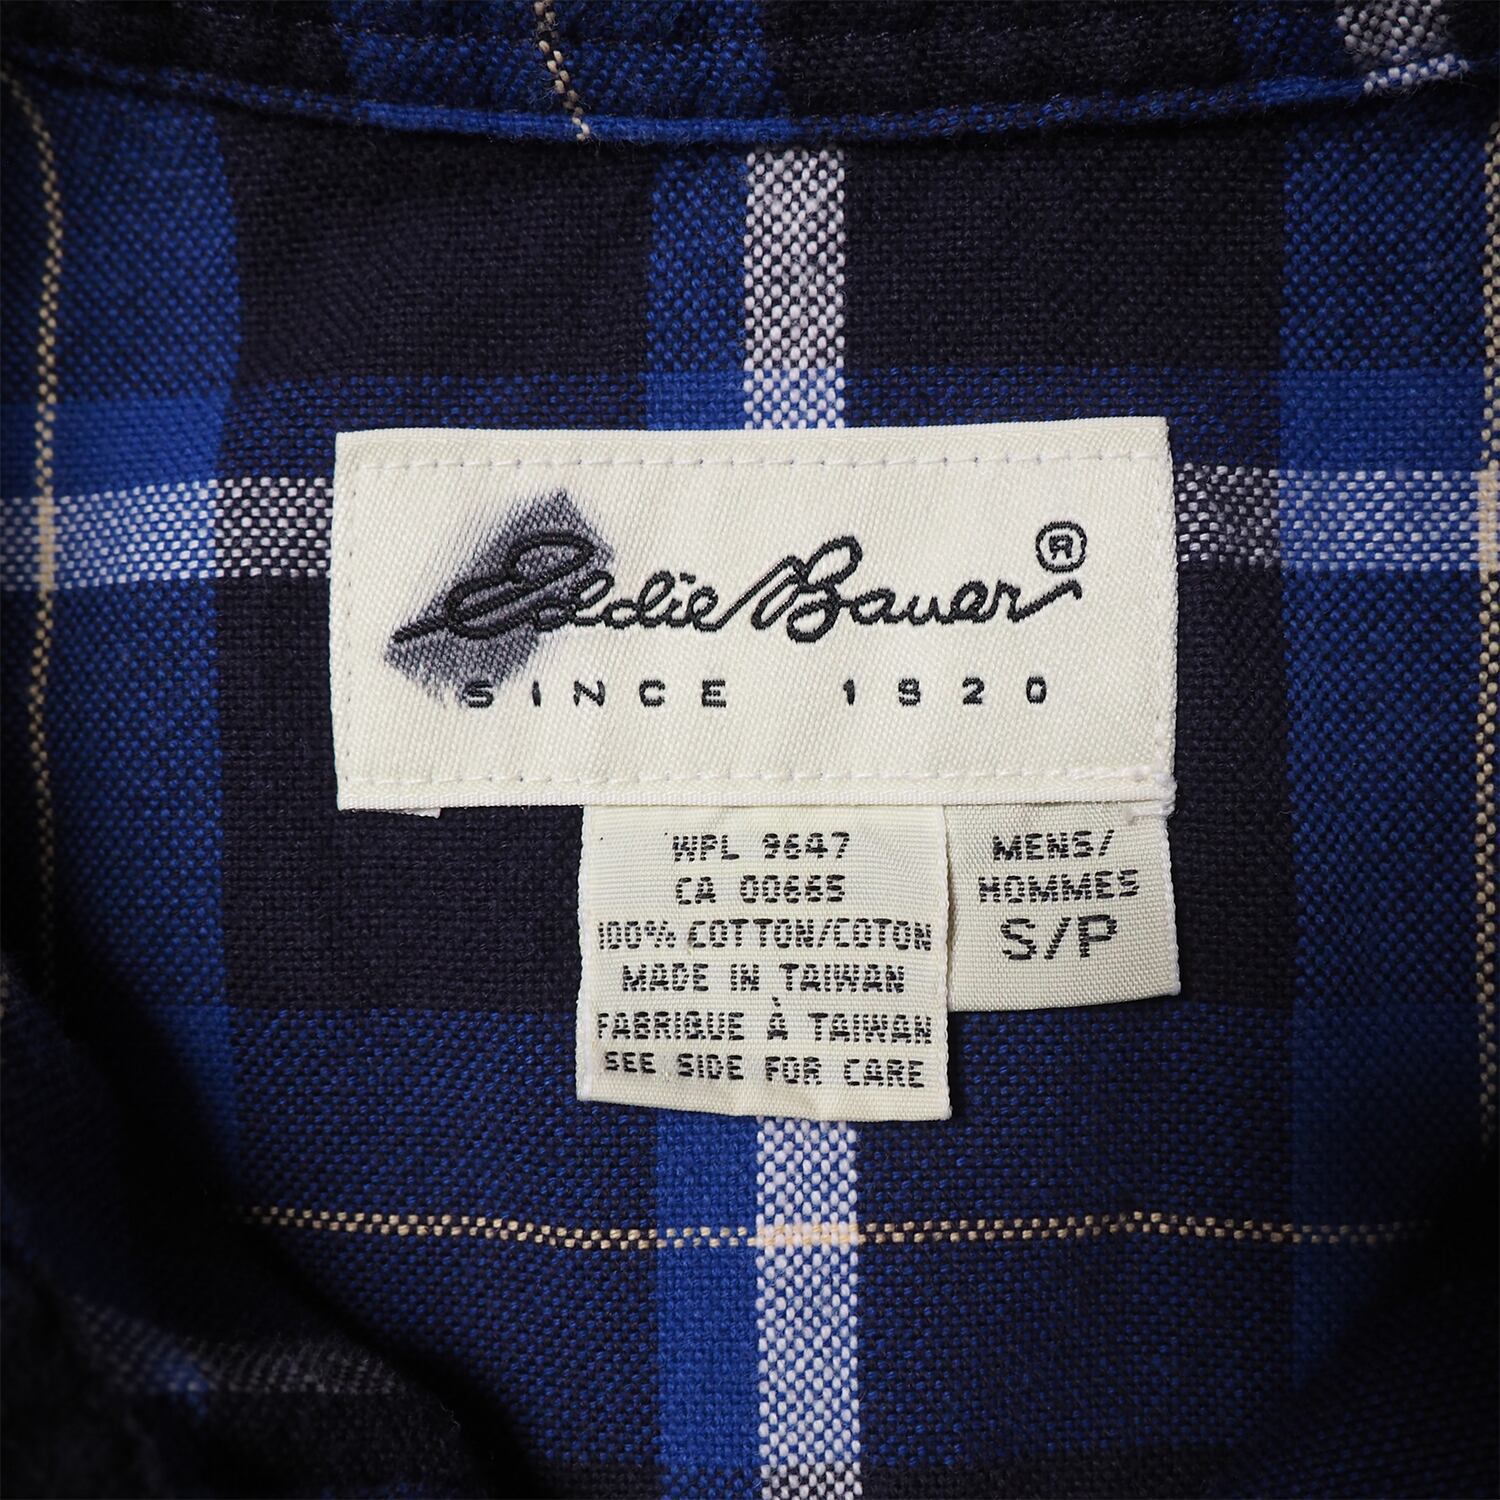 Eddie Bauer®
SINCE 1920
WPL 9647
CA 00665
100% COTTON/COTON
MADE IN TAIWAN
FABRIQUE À TAIWAN
SEE SIDE FOR CARE
MENS/
HOMMES
S/P